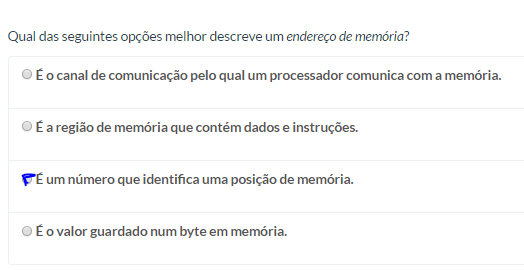 Qual das seguintes opções melhor descreve um endereço de memória?
É o canal de comunicação pelo qual um processador comunica com a memória.
É a região de memória que contém dados e instruções.
É um número que identifica uma posição de memória.
É o valor guardado num byte em memória.